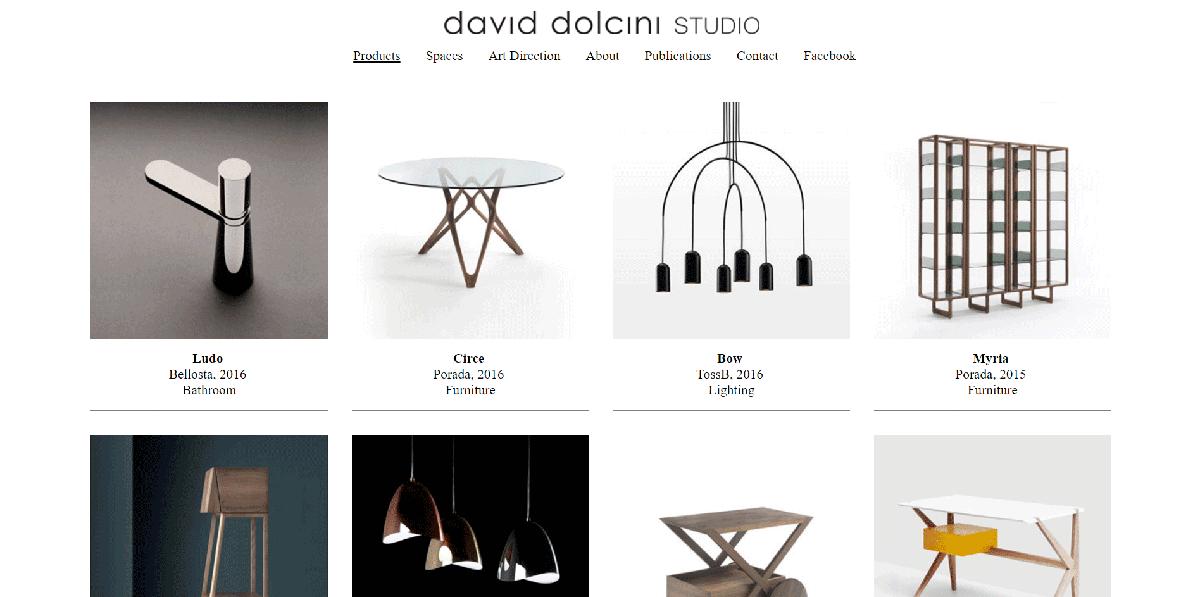 david dolcini STUDIO
Products Spaces Art Direction About Publications Contact Facebook
Ludo
Bellosta, 2016
Bathroom
Circe
Porada, 2016
Furniture
Bow
TossB, 2016
Lighting
Myria
Porada, 2015
Furniture